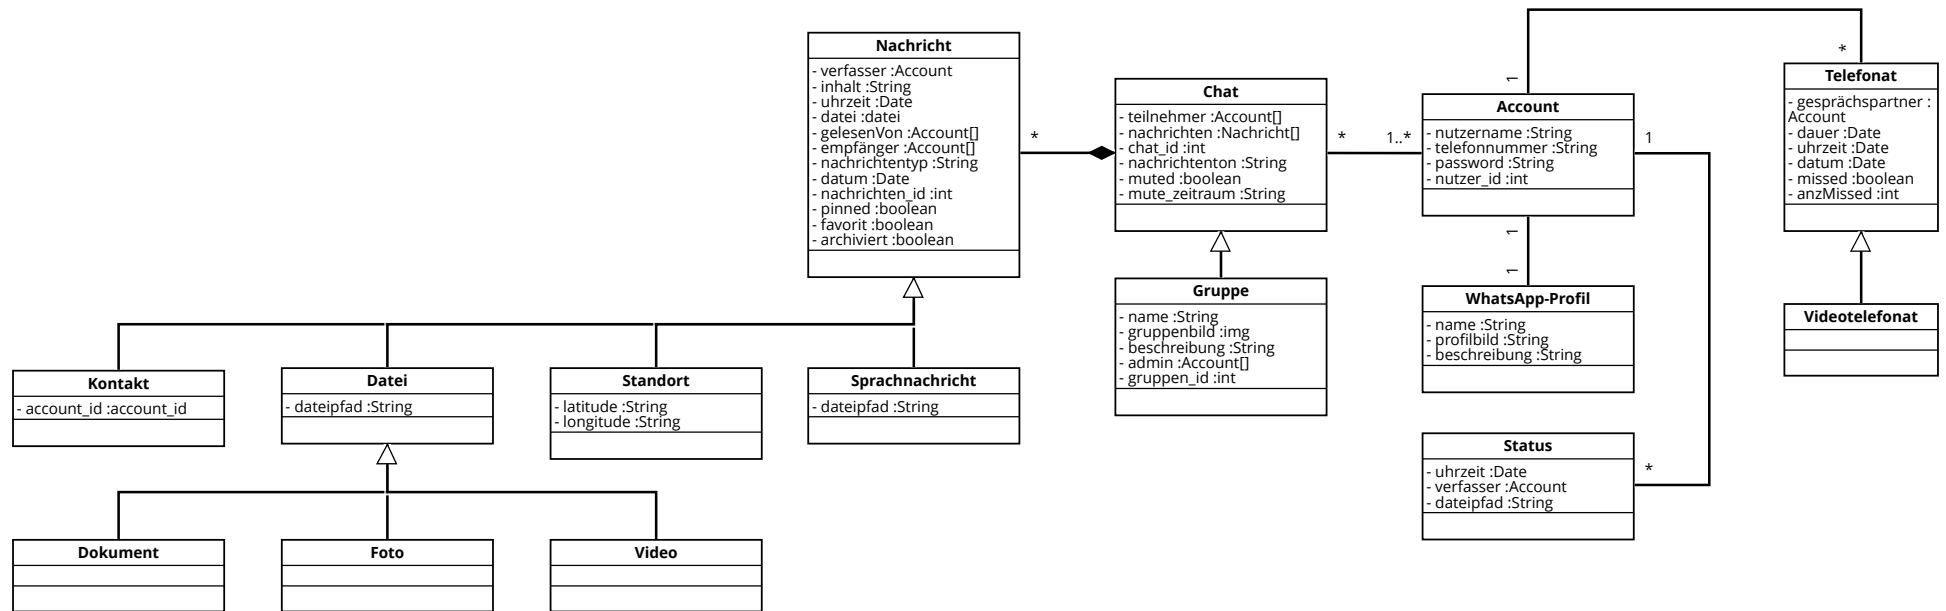 Nachricht
- verfasser :Account
- inhalt :String
- uhrzeit :Date
- datei :datei
- gelesenVon :Account[]
- empfänger :Account[]
- nachrichtentyp :String
- datum :Date
- nachrichten_id :int
- pinned :boolean
- favorit :boolean
- archiviert :boolean
*
Chat
- teilnehmer :Account[]
- nachrichten :Nachricht[]
- chat_id :int
- nachrichtenton :String
- muted :boolean
- mute_zeitraum :String
*
1..*
1
Account
- nutzername :String
- telefonnummer :String
- password :String
- nutzer_id :int
1
*
Telefonat
- gesprächspartner :
Account
- dauer :Date
- uhrzeit :Date
- datum :Date
- missed :boolean
- anzMissed :int
1
1
Gruppe
- name :String
- gruppenbild :img
- beschreibung :String
- admin :Account[]
- gruppen_id :int
WhatsApp-Profil
- name :String
- profilbild :String
- beschreibung :String
Videotelefonat
Kontakt
- account_id :account_id
Datei
- dateipfad :String
Standort
- latitude :String
- longitude :String
Sprachnachricht
- dateipfad :String
Status
- uhrzeit :Date
- verfasser :Account
- dateipfad :String
*
Dokument
Foto
Video